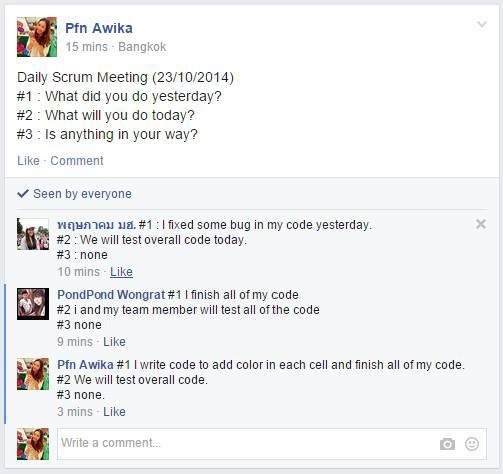 Pfn Awika
15 mins · Bangkok
Daily Scrum Meeting (23/10/2014)
#1 : What did you do yesterday?
#2 : What will you do today?
#3 : Is anything in your way?
Like · Comment
Seen by everyone
พฤษภาคม มฮ. #1 : I fixed some bug in my code yesterday.
#2 : We will test overall code today.
#3 : none
10 mins · Like
PondPond Wongrat #1 I finish all of my code
#2 i and my team member will test all of the code
#3 none
9 mins · Like
Pfn Awika #1 I write code to add color in each cell and finish all of my code.
#2 We will test overall code.
#3 none.
3 mins · Like
Write a comment...